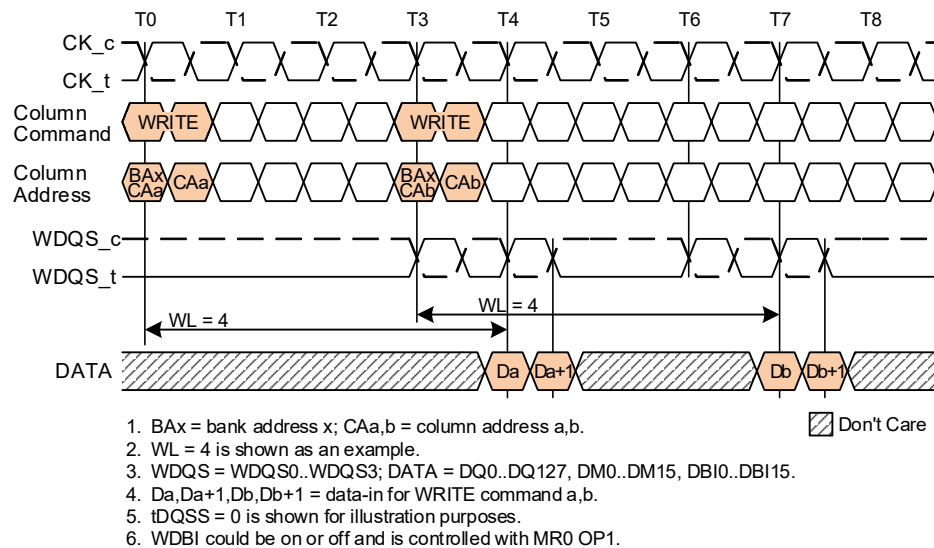 T0 T1 T2 T3 T4 T5 T6 T7 T8
CK_c
CK_t
Column
Command
WRITE WRITE
Column
Address
BAx
CAa
CAa
BAx
CAb
CAb
WDQS_c
WDQS_t
WL = 4
WL = 4
DATA
Da Da+1 Db Db+1
Don't Care
1. BAx = bank address x; CAa,b = column address a,b.
2. WL = 4 is shown as an example.
3. WDQS = WDQS0..WDQS3; DATA = DQ0..DQ127, DM0..DM15, DBI0..DBI15.
4. Da,Da+1,Db,Db+1 = data-in for WRITE command a,b.
5. tDQSS = 0 is shown for illustration purposes.
6. WDBI could be on or off and is controlled with MR0 OP1.